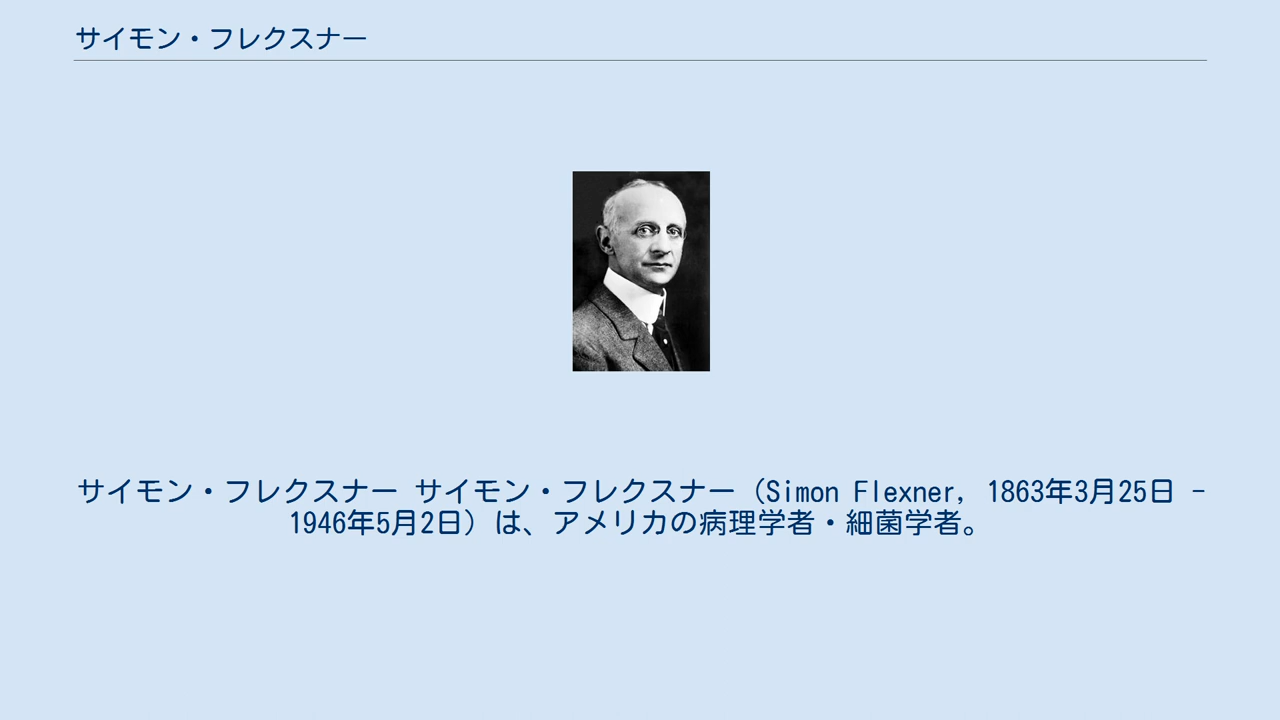 サイモン・フレクスナー
サイモン・フレクスナー サイモン・フレクスナー（Simon Flexner, 1863年3月25日 -
1946年5月2日）は、アメリカの病理学者・細菌学者。